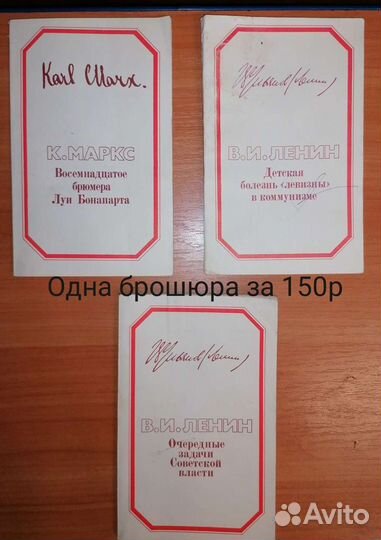 Karl Marx.
К. МАРКС
Восемнадцатое
брюмера
Луи Бонапарта
В. И. ЛЕНИН
Детская
болезнь «левизны»
в коммунизме
Одна брошюра за 150р
В. И. ЛЕНИН
Очередные
задачи
Советской
власти
Avito